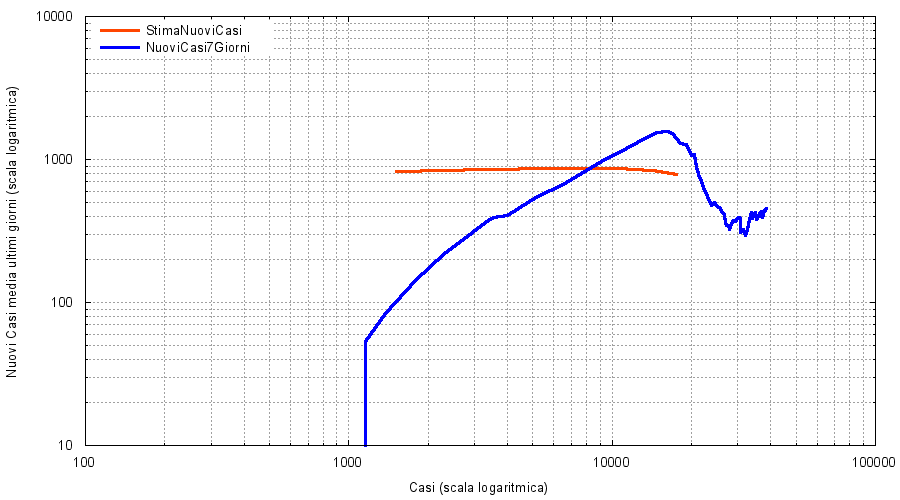 10000
StimaNuoviCasi
NuoviCasi7Giorni
1000
100
10
Nuovi Casi media ultimi giorni (scala logaritmica)
100
1000
10000
100000
Casi (scala logaritmica)